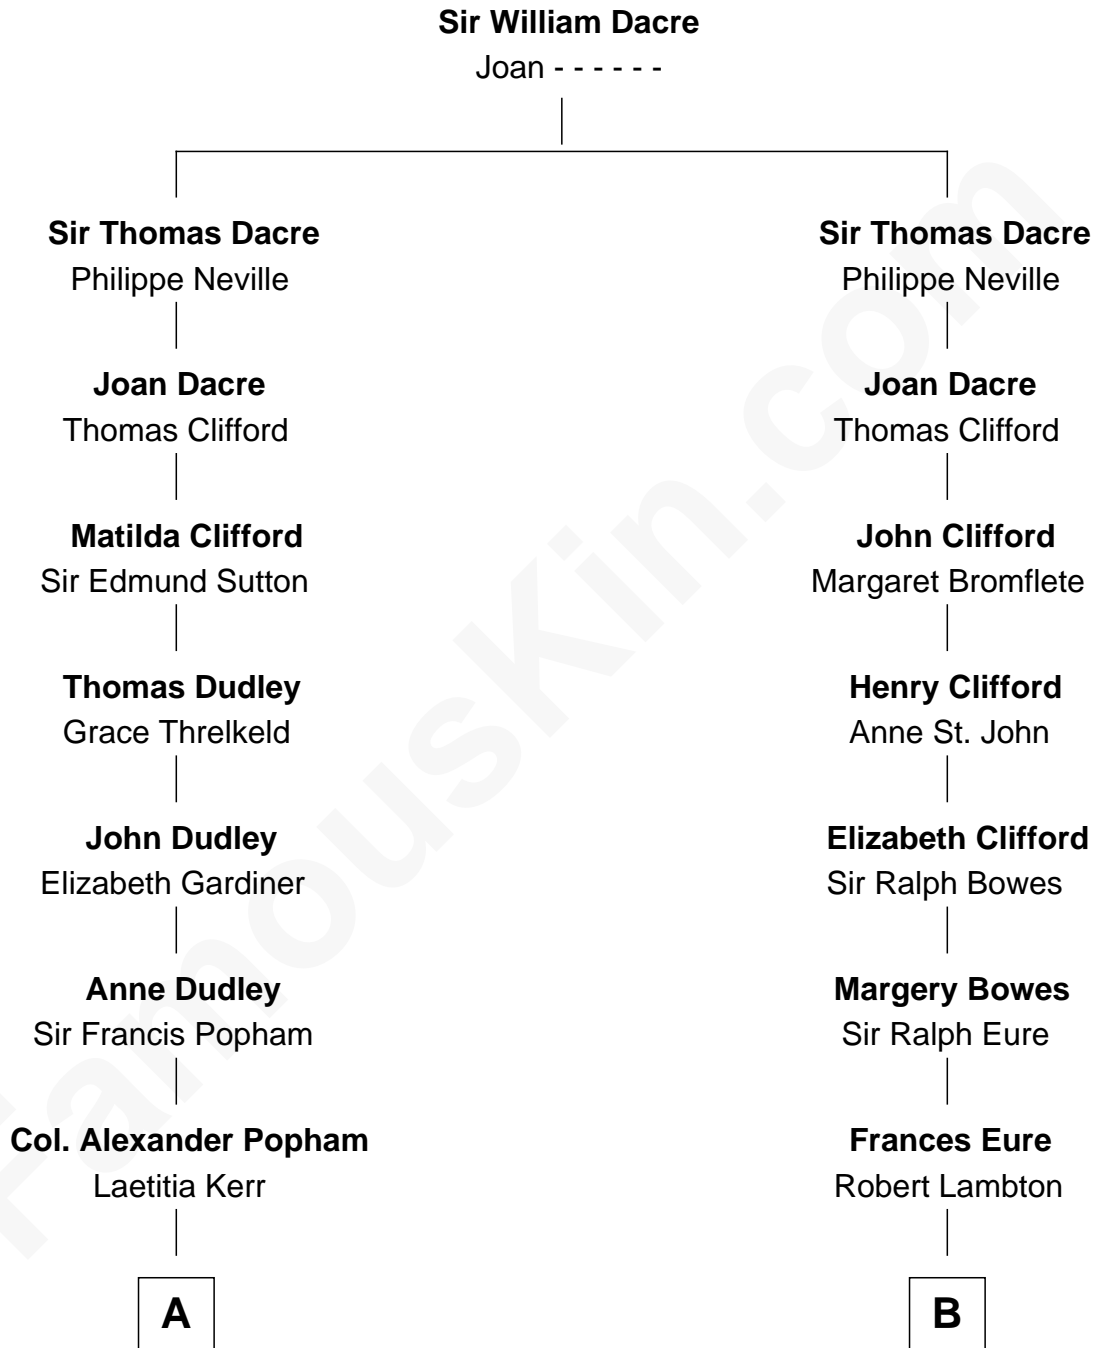 Sir William Dacre
Joan - - - - - -
Sir Thomas Dacre
Philippe Neville
Joan Dacre
Thomas Clifford
Matilda Clifford
Sir Edmund Sutton
Thomas Dudley
Grace Threlkeld
John Dudley
Elizabeth Gardiner
Anne Dudley
Sir Francis Popham
Col. Alexander Popham
Laetitia Kerr
A
Sir Thomas Dacre
Philippe Neville
Joan Dacre
Thomas Clifford
John Clifford
Margaret Bromflete
Henry Clifford
Anne St. John
Elizabeth Clifford
Sir Ralph Bowes
Margery Bowes
Sir Ralph Eure
Frances Eure
Robert Lambton
B
FamousKin.com